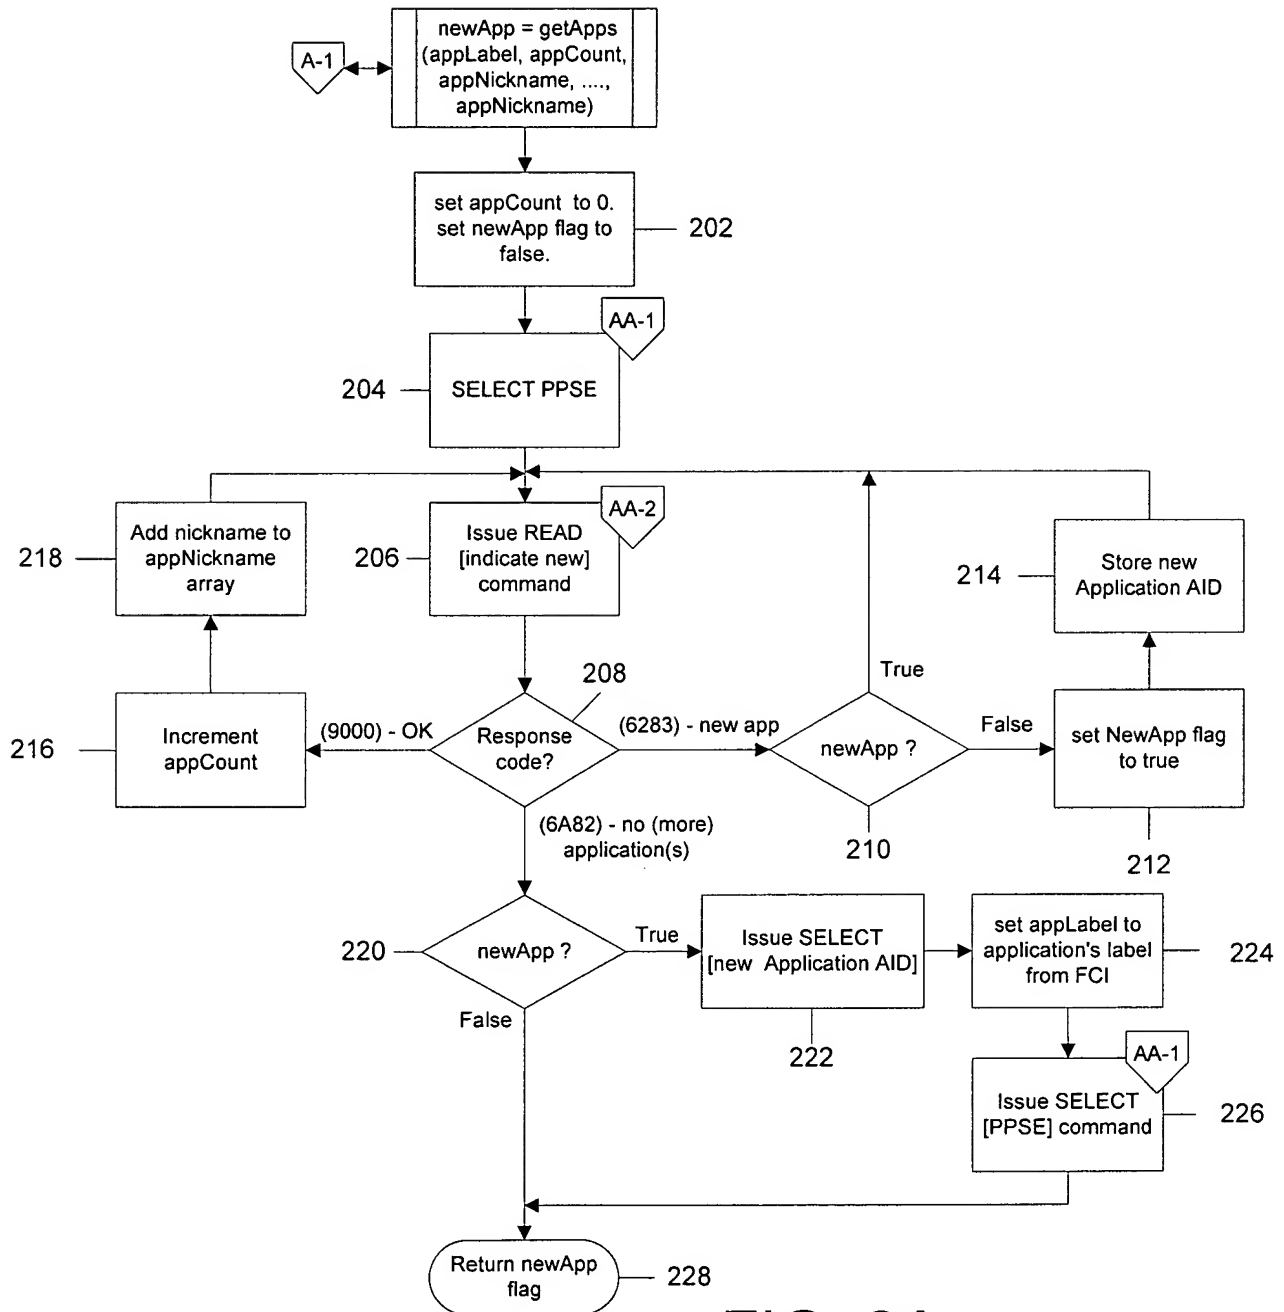 newApp = getApps
(appLabel, appCount,
appNickname, ....,
appNickname)
A-1
set appCount to 0.
set newApp flag to
false.
202
AA-1
SELECT PPSE
204
AA-2
Issue READ
[indicate new]
command
206
Add nickname to
appNickname
array
218
Store new
Application AID
214
208
True
Response
code?
(9000) - OK
(6283) - new app
Increment
appCount
216
newApp ?
False
set NewApp flag
to true
210
212
(6A82) - no (more)
application(s)
newApp ?
220
True
False
Issue SELECT
[new Application AID]
222
set appLabel to
application's label
from FCI
224
AA-1
Issue SELECT
[PPSE] command
226
Return newApp
flag
228